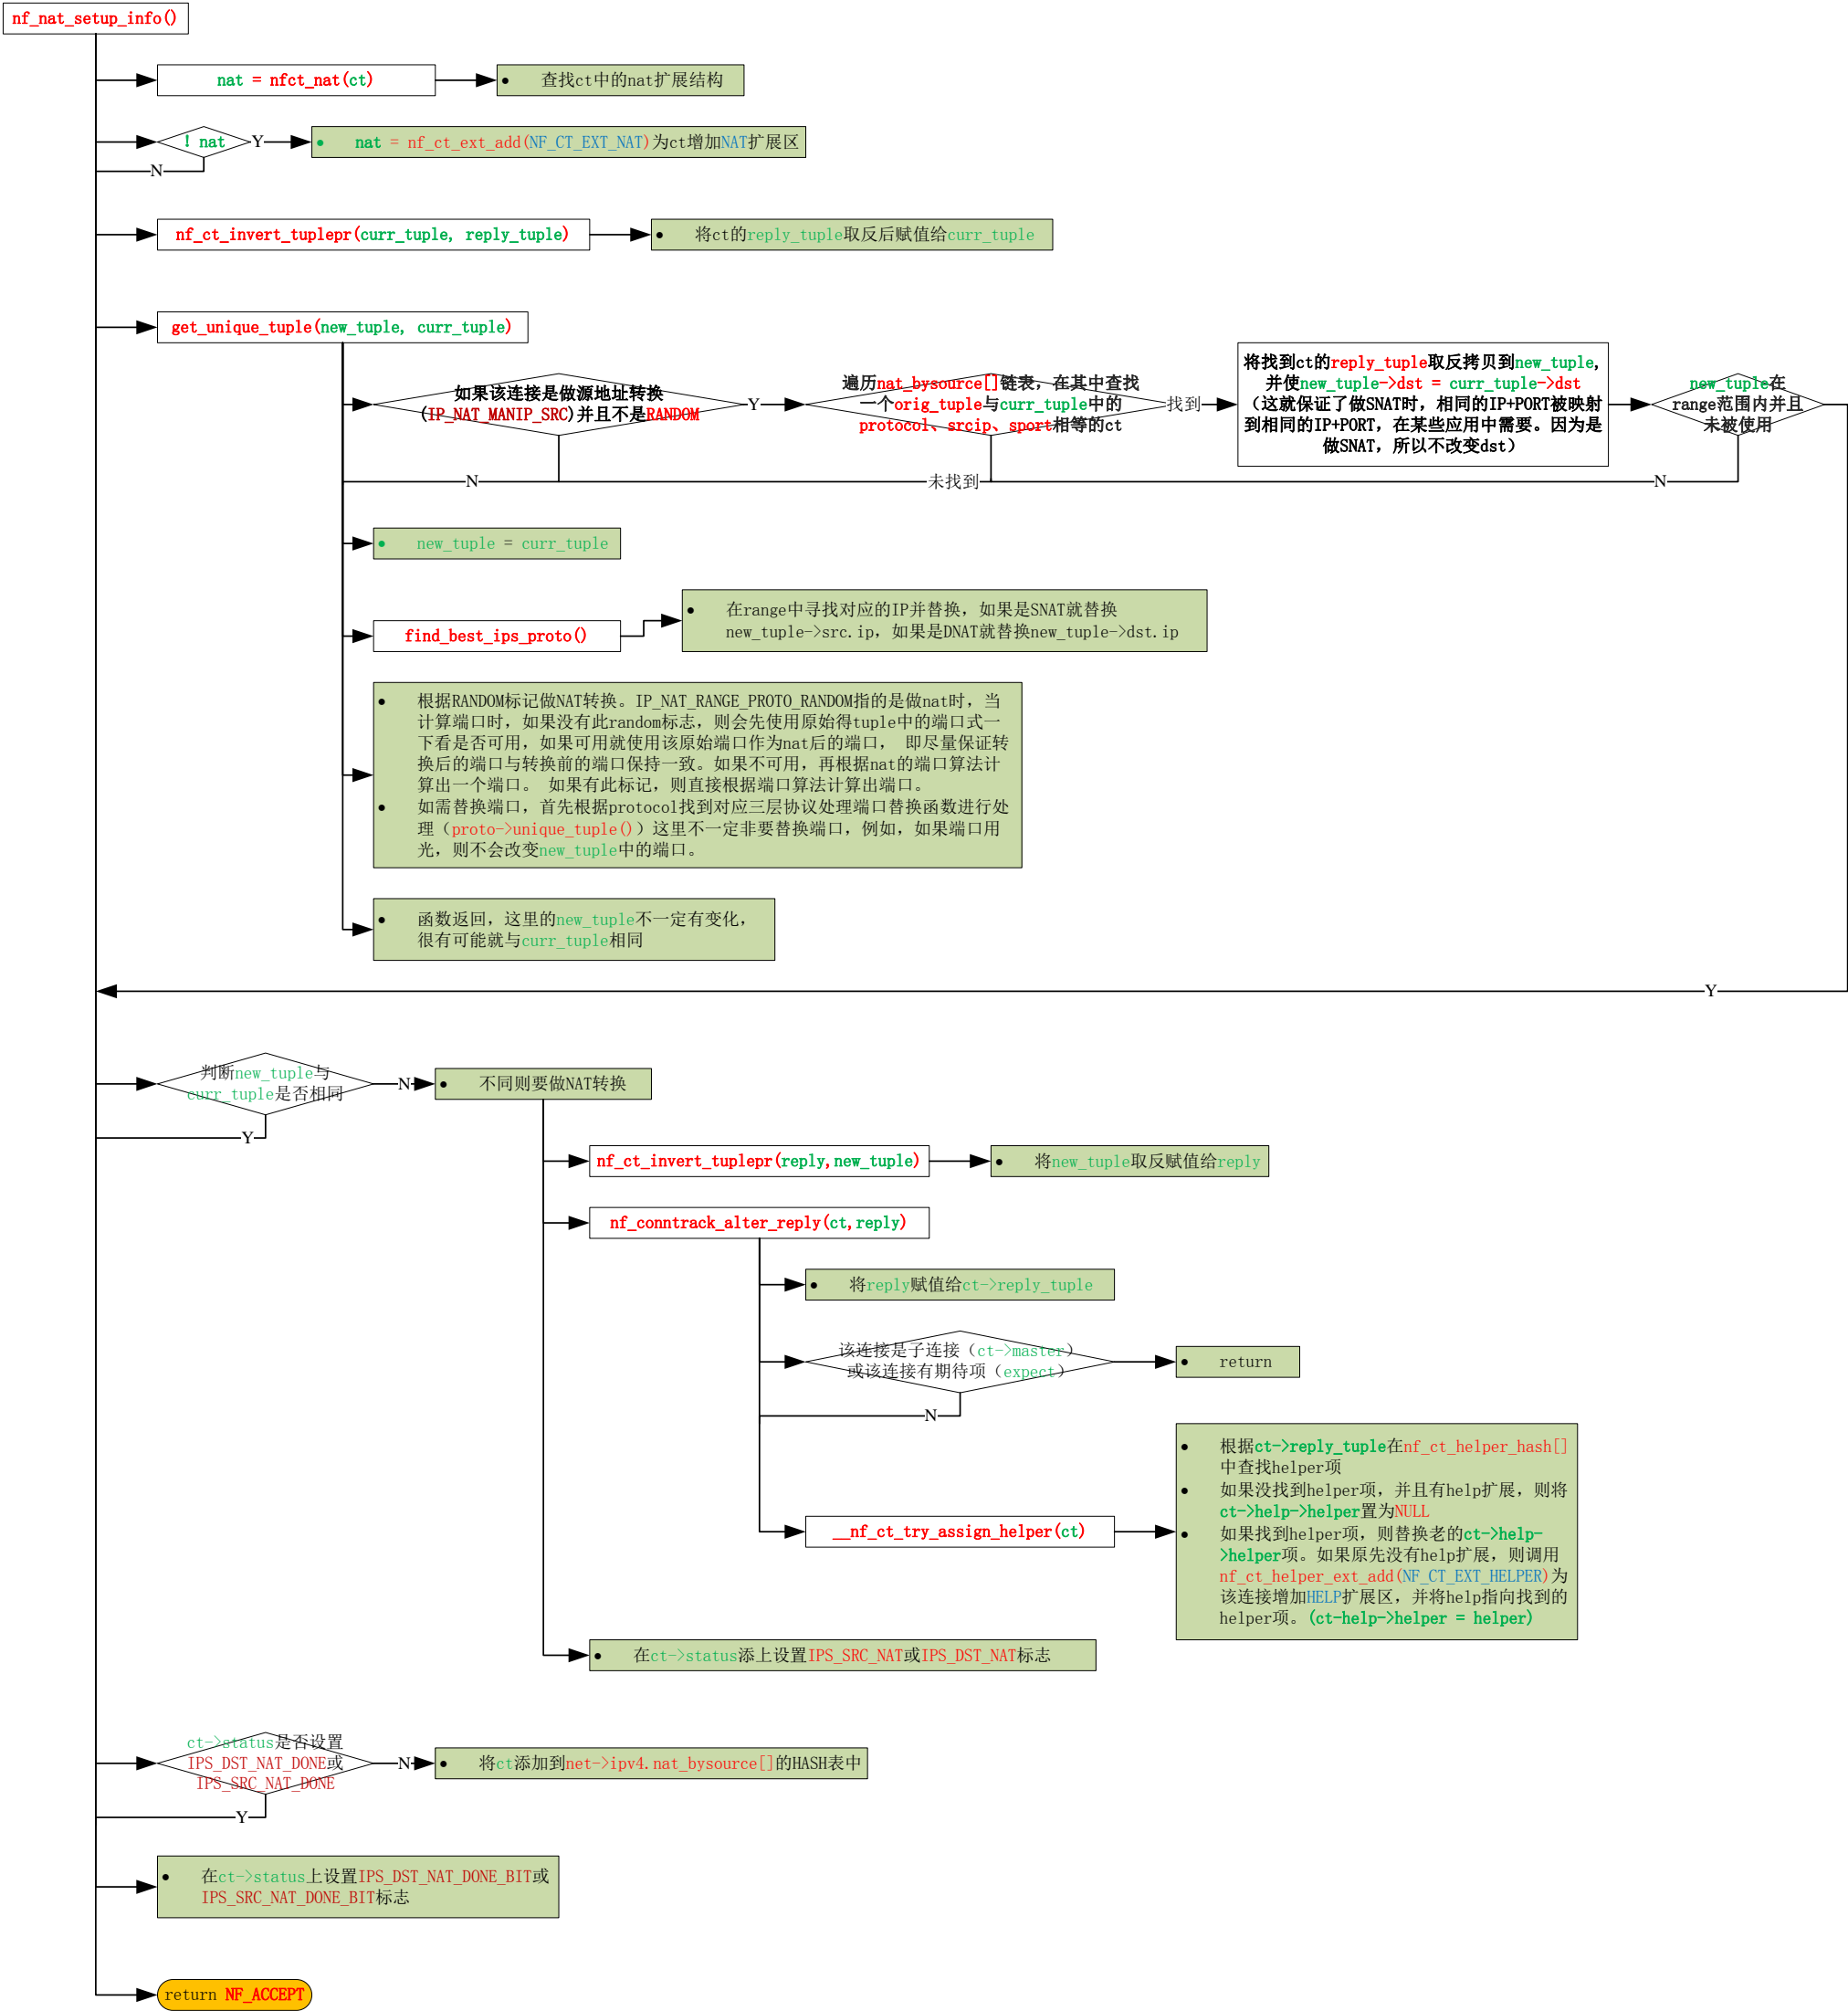 nf_nat_setup_info()
nat = nfct_nat(ct)
● 查找ct中的nat扩展结构
! nat
Y
● nat = nf_ct_ext_add(NF_CT_EXT_NAT)为ct增加NAT扩展区
N
nf_ct_invert_tuplepr(curr_tuple, reply_tuple)
● 将ct的reply_tuple取反后赋值给curr_tuple
get_unique_tuple(new_tuple, curr_tuple)
如果该连接是做源地址转换
(IP_NAT_MANIP_SRC)并且不是RANDOM
Y
遍历nat_bysource[]链表，在其中查找
一个orig_tuple与curr_tuple中的
protocol、srcip、sport相等的ct
找到
将找到ct的reply_tuple取反拷贝到new_tuple,
并使new_tuple->dst = curr_tuple->dst
（这就保证了做SNAT时，相同的IP+PORT被映射
到相同的IP+PORT，在某些应用中需要。因为是
做SNAT，所以不改变dst）
new_tuple在
range范围内并且
未被使用
N
未找到
N
● new_tuple = curr_tuple
find_best_ips_proto()
● 在range中寻找对应的IP并替换，如果是SNAT就替换
new_tuple->src.ip，如果是DNAT就替换new_tuple->dst.ip
● 根据RANDOM标记做NAT转换。IP_NAT_RANGE_PROTO_RANDOM指的是做nat时，当
计算端口时，如果没有此random标志，则会先使用原始得tuple中的端口式一
下看是否可用，如果可用就使用该原始端口作为nat后的端口， 即尽量保证转
换后的端口与转换前的端口保持一致。如果不可用，再根据nat的端口算法计
算出一个端口。 如果有此标记，则直接根据端口算法计算出端口。
● 如需替换端口，首先根据protocol找到对应三层协议处理端口替换函数进行处
理（proto->unique_tuple()）这里不一定非要替换端口，例如，如果端口用
光，则不会改变new_tuple中的端口。
● 函数返回，这里的new_tuple不一定有变化，
很有可能就与curr_tuple相同
Y
判断new_tuple与
curr_tuple是否相同
N
● 不同则要做NAT转换
Y
nf_ct_invert_tuplepr(reply,new_tuple)
● 将new_tuple取反赋值给reply
nf_conntrack_alter_reply(ct,reply)
● 将reply赋值给ct->reply_tuple
该连接是子连接（ct->master）
或该连接有期待项（expect）
● return
N
__nf_ct_try_assign_helper(ct)
● 根据ct->reply_tuple在nf_ct_helper_hash[]
中查找helper项
● 如果没找到helper项，并且有help扩展，则将
ct->help->helper置为NULL
● 如果找到helper项，则替换老的ct->help-
>helper项。如果原先没有help扩展，则调用
nf_ct_helper_ext_add(NF_CT_EXT_HELPER)为
该连接增加HELP扩展区，并将help指向找到的
helper项。(ct-help->helper = helper)
● 在ct->status添上设置IPS_SRC_NAT或IPS_DST_NAT标志
ct->status是否设置
IPS_DST_NAT_DONE或
IPS_SRC_NAT_DONE
N
● 将ct添加到net->ipv4.nat_bysource[]的HASH表中
Y
● 在ct->status上设置IPS_DST_NAT_DONE_BIT或
IPS_SRC_NAT_DONE_BIT标志
return NF_ACCEPT